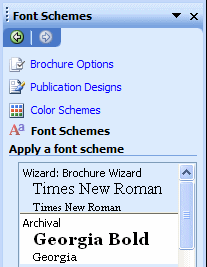 Font Schemes
Brochure Options
Publication Designs
Color Schemes
Font Schemes
Apply a font scheme
Wizard: Brochure Wizard
Times New Roman
Times New Roman
Archival
Georgia Bold
Georgia